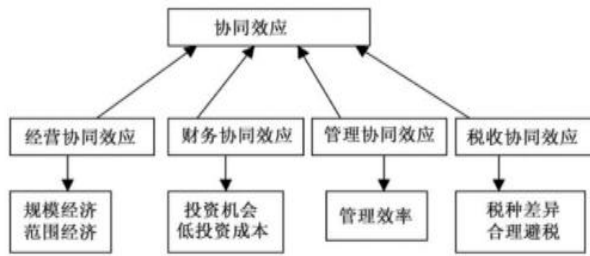 协同效应
经营协同效应
财务协同效应
管理协同效应
税收协同效应
规模经济
范围经济
投资机会
低投资成本
管理效率
税种差异
合理避税